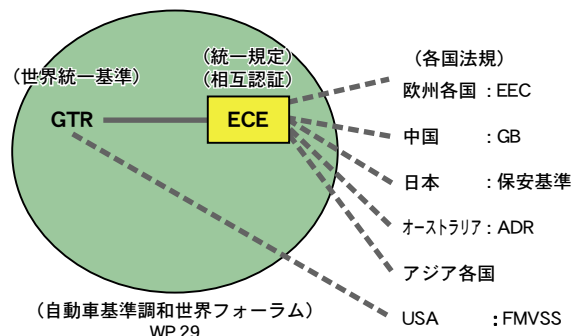 (統一規定)
(相互認証)
(世界統一基準)
GTR
ECE
(各国法規)
欧州各国 : EEC
中国 : GB
日本 : 保安基準
ｵｰｽﾄﾗﾘｱ : ADR
アジア各国
USA : FMVSS
(自動車基準調和世界フォーラム)
WP.29